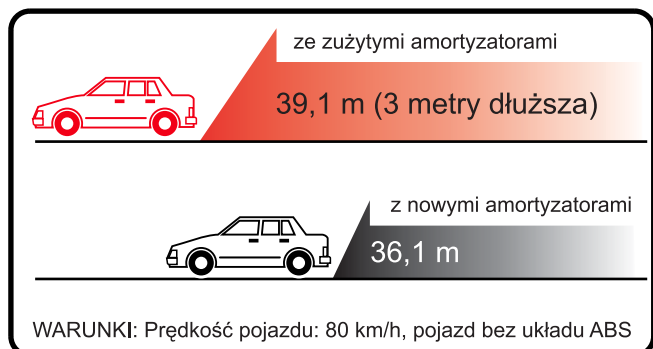 ze zużytymi amortyzatorami
39,1 m (3 metry dłuższa)
z nowymi amortyzatorami
36,1 m
WARUNKI: Prędkość pojazdu: 80 km/h, pojazd bez układu ABS